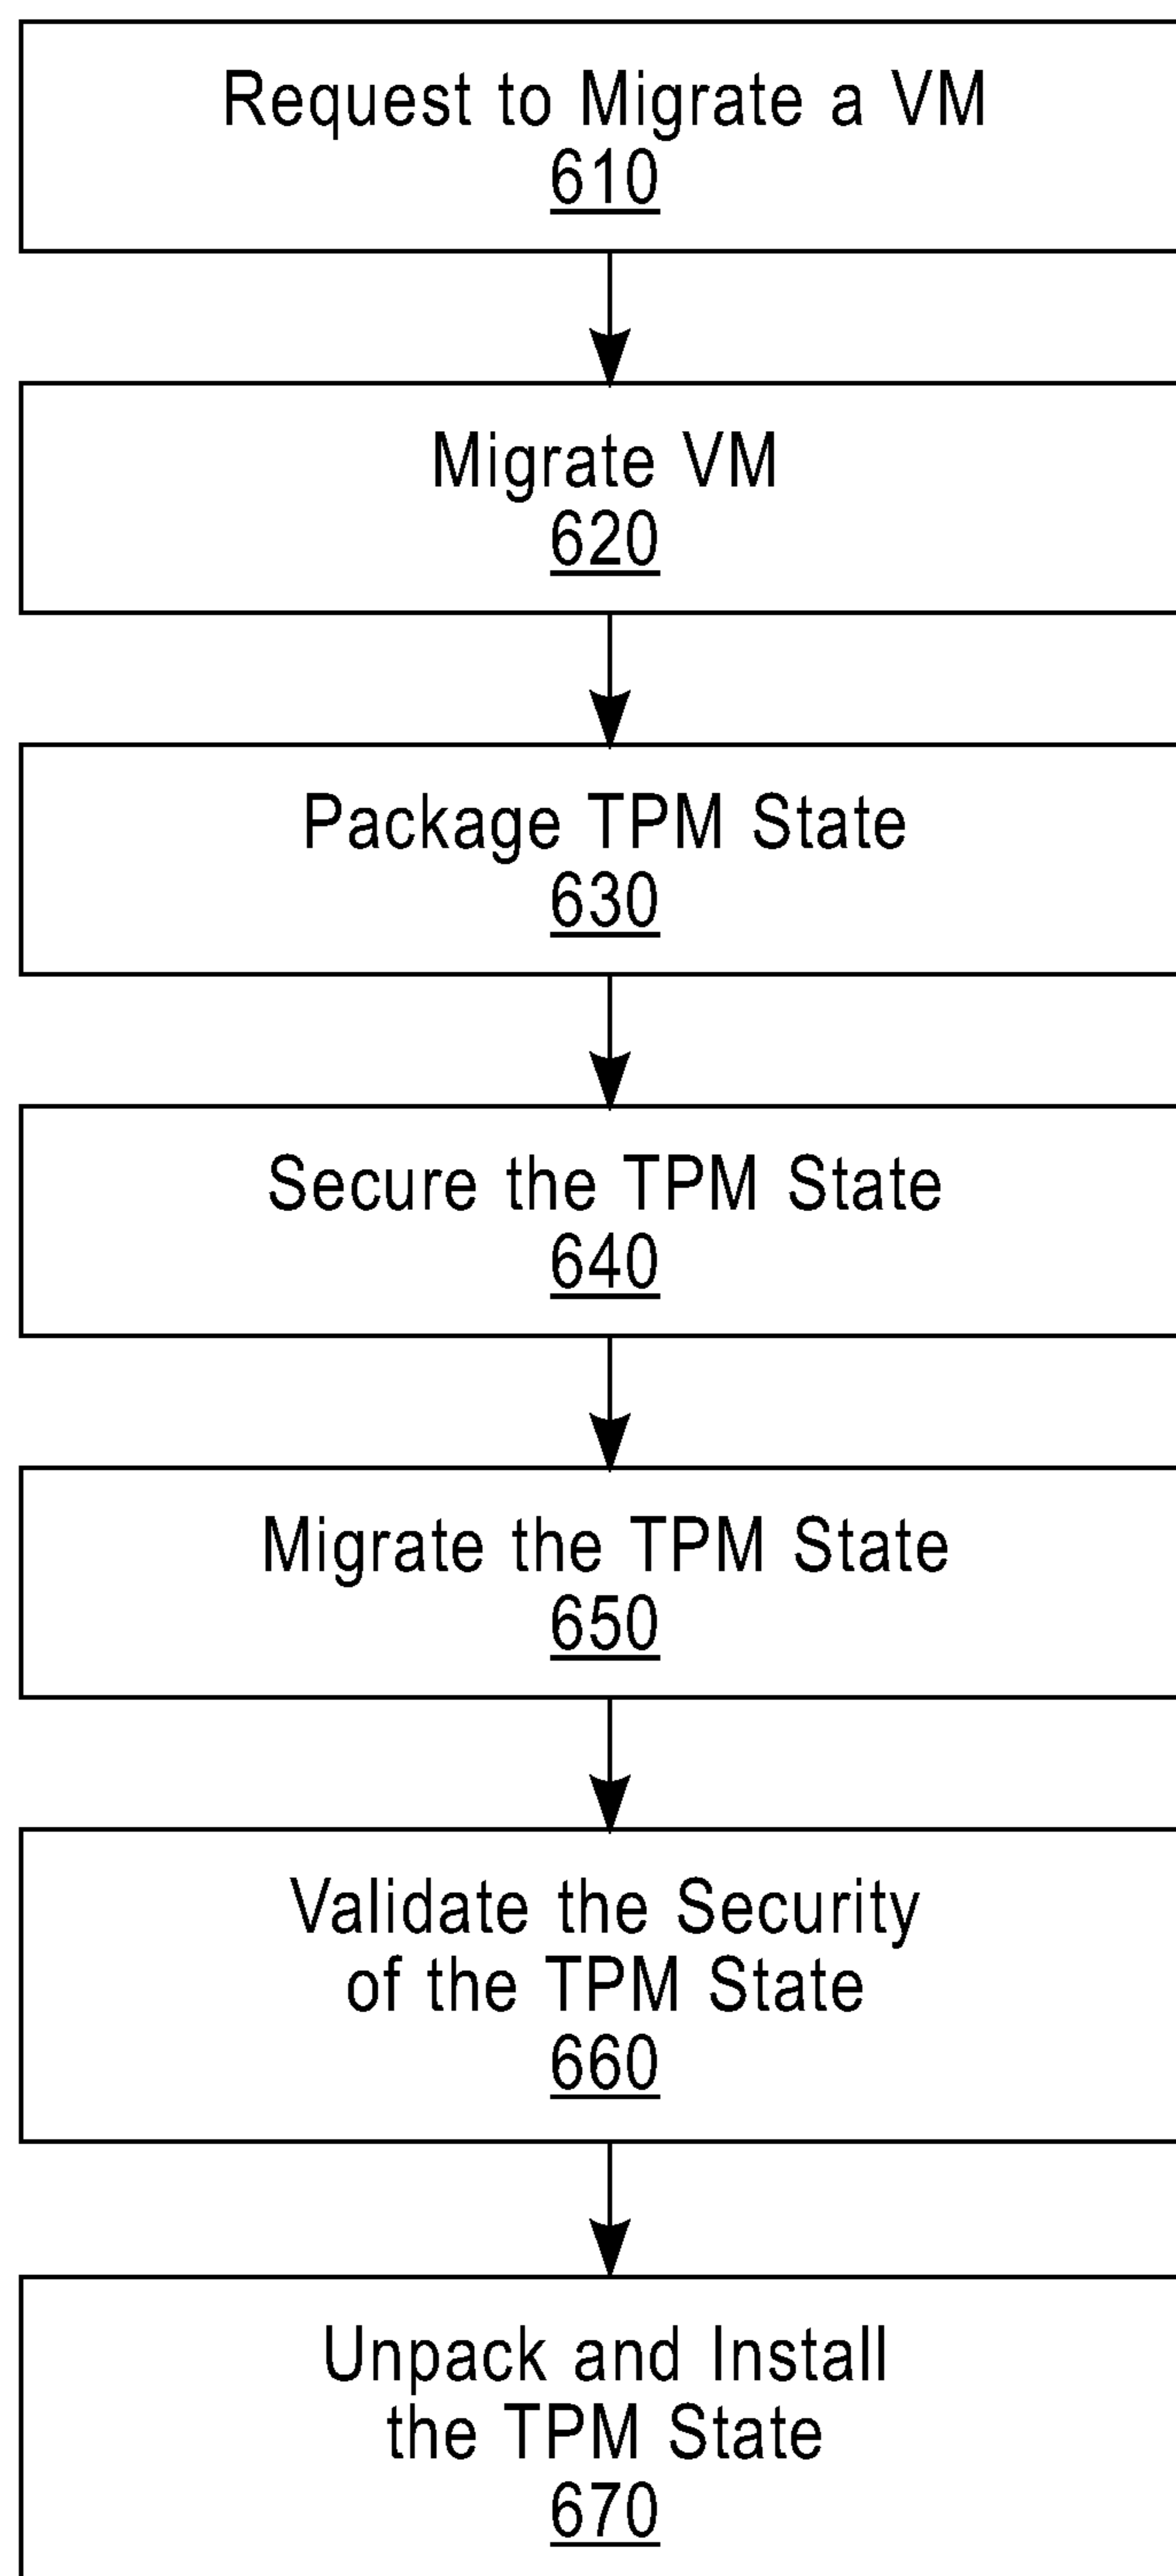 Request to Migrate a VM
610
Migrate VM
620
Package TPM State
630
Secure the TPM State
640
Migrate the TPM State
650
Validate the Security
of the TPM State
660
Unpack and Install
the TPM State
670